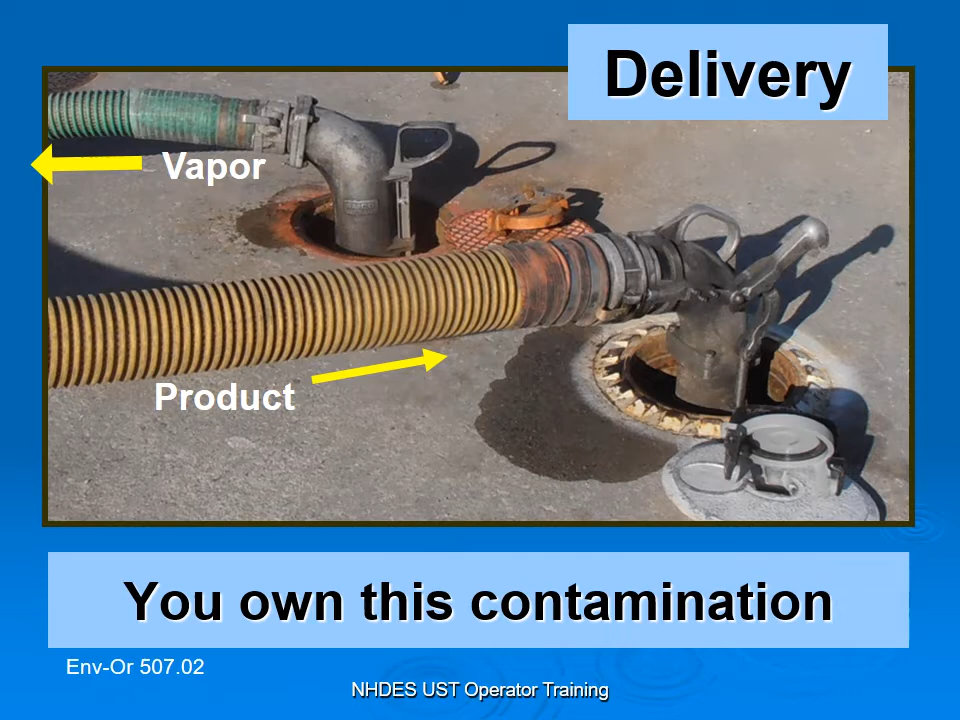 Delivery
Vapor
Product
You own this contamination
Env-Or 507.02
NHDES UST Operator Training